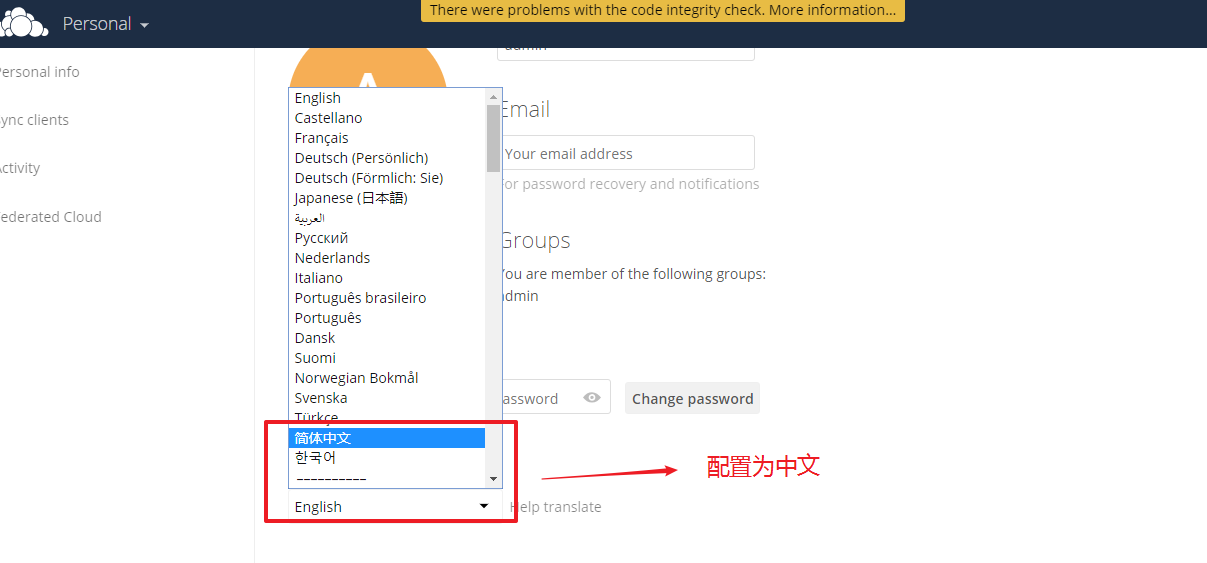 There were problems with the code integrity check. More information...
Personal
Personal info
Sync clients
Activity
Federated Cloud
admin
English
Castellano
Français
Deutsch (Persönlich)
Deutsch (Förmlich: Sie)
Japanese (日本語)
العربية
Русский
Nederlands
Italiano
Português brasileiro
Português
Dansk
Suomi
Norwegian Bokmål
Svenska
Türkçe
简体中文
한국어
----------
English
Email
Your email address
For password recovery and notifications
Groups
You are member of the following groups:
admin
assword
Change password
Help translate
配置为中文